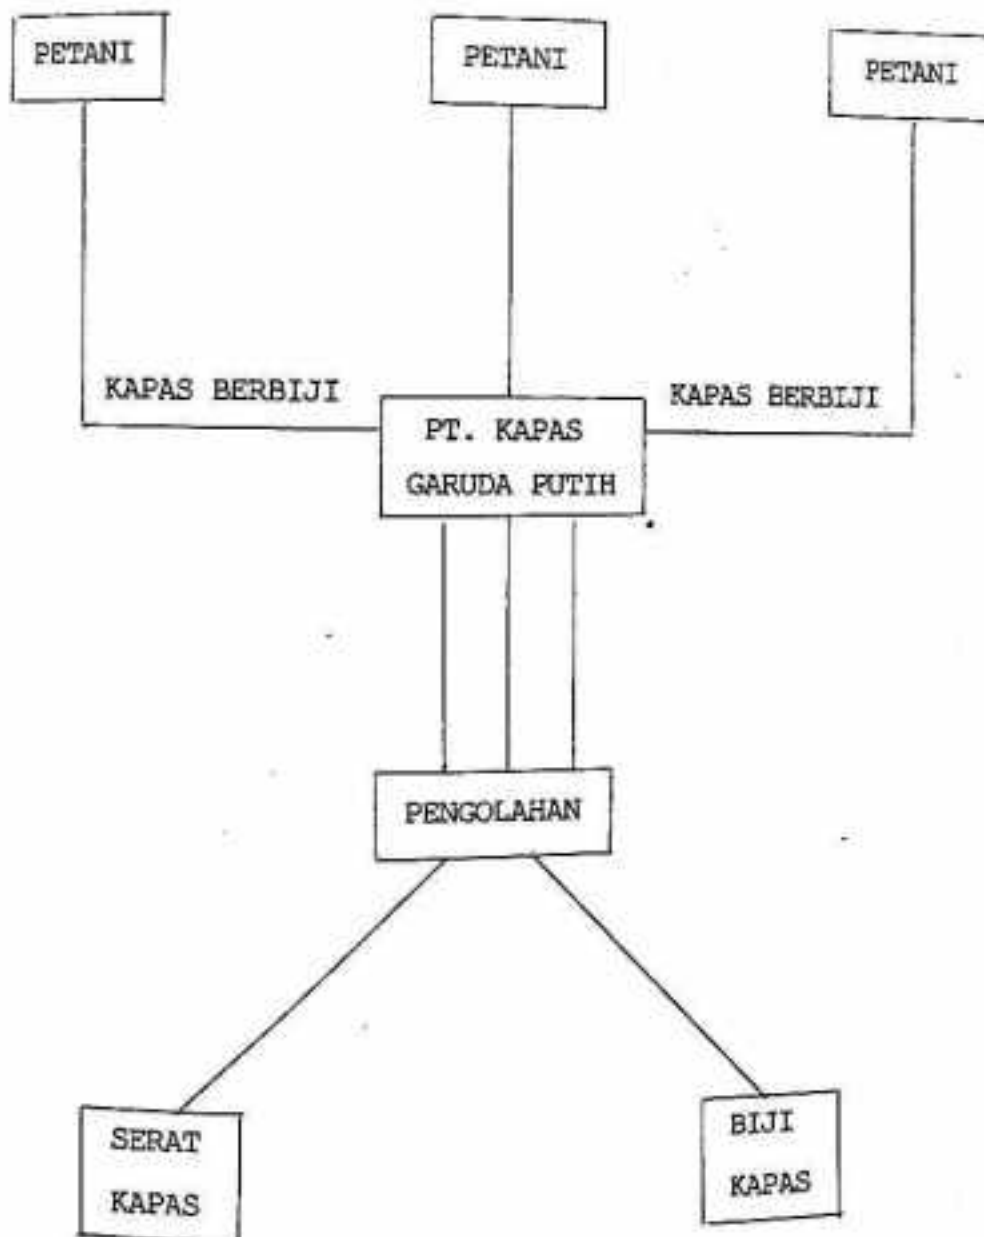 PETANI
PETANI
PETANI
KAPAS BERBIJI
KAPAS BERBIJI
PT. KAPAS
GARUDA PUTIH
PENGOLAHAN
SERAT
KAPAS
BIJI
KAPAS